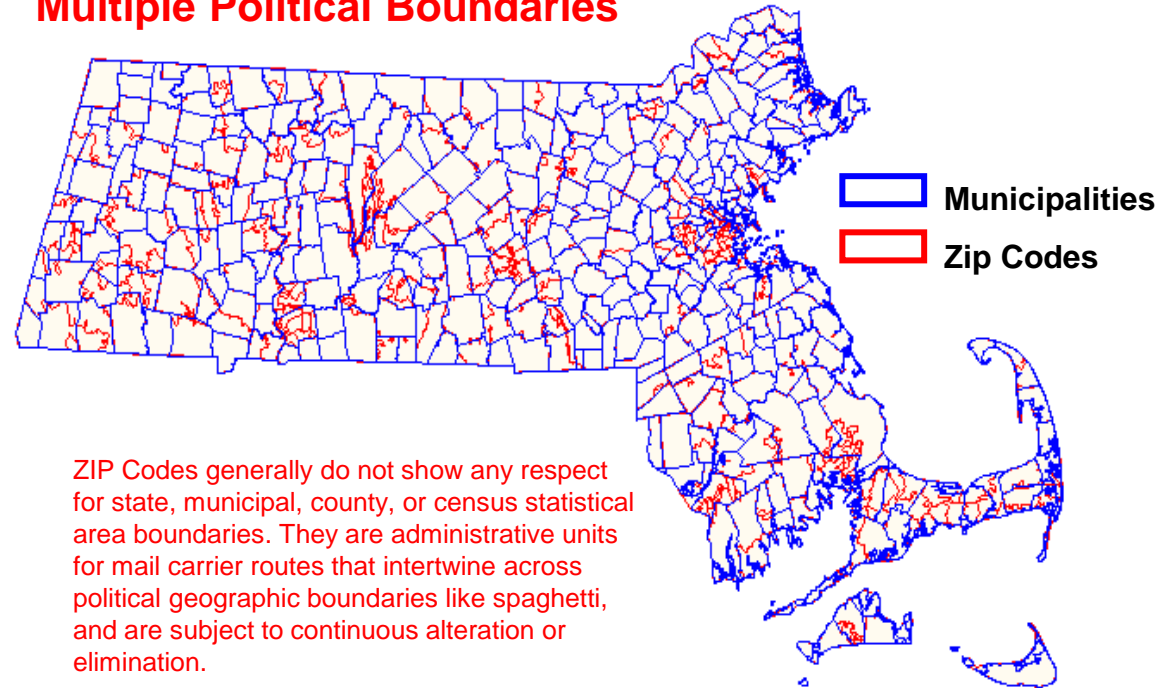 Multiple Political Boundaries
Municipalities
Zip Codes
ZIP Codes generally do not show any respect
for state, municipal, county, or census statistical
area boundaries. They are administrative units
for mail carrier routes that intertwine across
political geographic boundaries like spaghetti,
and are subject to continuous alteration or
elimination.